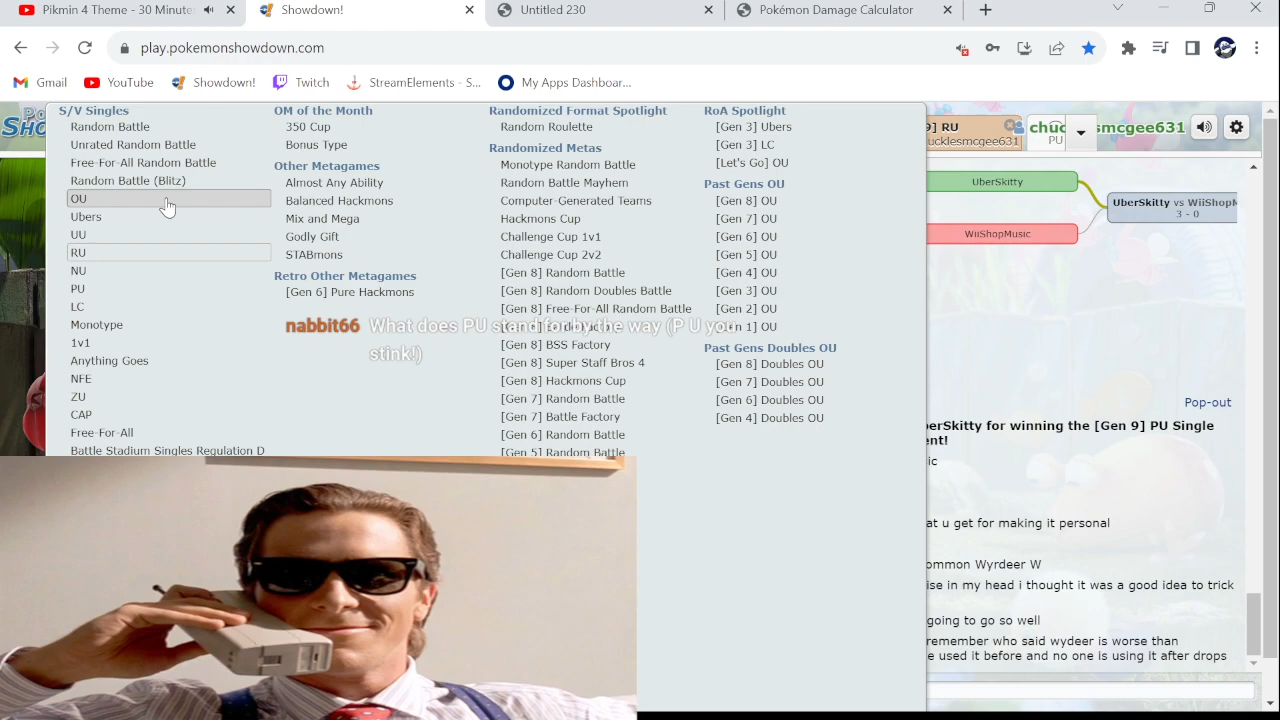 Pikmin 4 Theme - 30 Minute
Showdown!
Untitled 230
Pokémon Damage Calculator
play.pokemonshowdown.com
Gmail
YouTube
Showdown!
Twitch
StreamElements - S...
My Apps Dashboar...
S/V Singles
Random Battle
Unrated Random Battle
Free-For-All Random Battle
Random Battle (Blitz)
OU
Ubers
UU
RU
NU
PU
LC
Monotype
1v1
Anything Goes
NFE
ZU
CAP
Free-For-All
Battle Stadium Singles Regulation D
OM of the Month
350 Cup
Bonus Type
Other Metagames
Almost Any Ability
Balanced Hackmons
Mix and Mega
Godly Gift
STABmons
Retro Other Metagames
[Gen 6] Pure Hackmons
nabbit66 What does PU stand for by the way (P U you
stink!)
Randomized Format Spotlight
Random Roulette
Randomized Metas
Monotype Random Battle
Random Battle Mayhem
Computer-Generated Teams
Hackmons Cup
Challenge Cup 1v1
Challenge Cup 2v2
[Gen 8] Random Battle
[Gen 8] Random Doubles Battle
[Gen 8] Free-For-All Random Battle
[Gen 8] BSS Factory
[Gen 8] Super Staff Bros 4
[Gen 8] Hackmons Cup
[Gen 7] Random Battle
[Gen 7] Battle Factory
[Gen 6] Random Battle
[Gen 5] Random Battle
RoA Spotlight
[Gen 3] Ubers
[Gen 3] LC
[Let's Go] OU
Past Gens OU
[Gen 8] OU
[Gen 7] OU
[Gen 6] OU
[Gen 5] OU
[Gen 4] OU
[Gen 3] OU
[Gen 2] OU
1] OU
Past Gens Doubles OU
[Gen 8] Doubles OU
[Gen 7] Doubles OU
[Gen 6] Doubles OU
[Gen 4] Doubles OU
9] RU
ucklesmcgee631
chuc
PU
smcgee631
UberSkitty
WiiShopMusic
UberSkitty vs WiiShopM
3 - 0
Pop-out
berSkitty for winning the [Gen 9] PU Single
ent!
ic
at u get for making it personal
ommon Wyrdeer W
ise in my head i thought it was a good idea to trick
going to go so well
remember who said wydeer is worse than
e used it before and no one is using it after drops